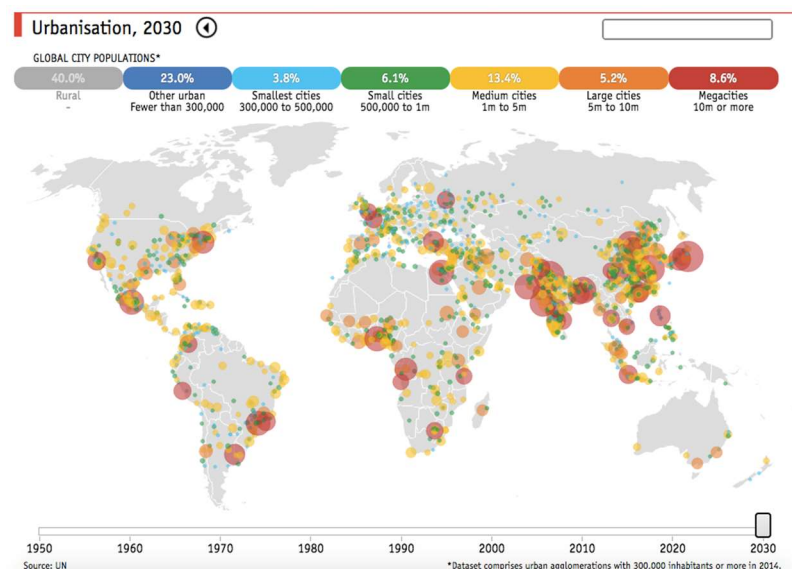 Urbanisation, 2030
GLOBAL CITY POPULATIONS*
40.0% 23.0% 3.8% 6.1% 13.4% 5.2% 8.6%
Rural Other urban Smallest cities Small cities Medium cities Large cities Megacities
- Fewer than 300,000 300,000 to 500,000 500,000 to 1m 1m to 5m 5m to 10m 10m or more
1950 1960 1970 1980 1990 2000 2010 2020 2030
Source: UN *Dataset comprises urban agglomerations with 300,000 inhabitants or more in 2014.